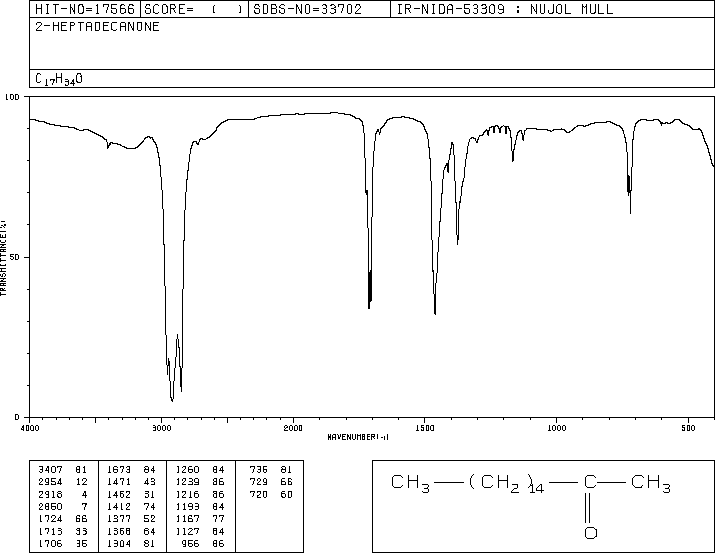 HIT-NO=17566 SCORE= ( ) SDBS-NO=33702 IR-NIDA-53309 : NUJOL MULL
2-HEPTADECANONE
C17H34O
100
50
0
TRANSMITTANCE(%)
4000 3000 2000 1500 1000 500
WAVENUMBER(-1)
3407 81 1673 84 1260 84 736 81
2954 12 1471 43 1239 86 729 66
2918 4 1462 31 1216 86 720 60
2850 7 1412 74 1193 84
1724 66 1377 52 1167 77
1713 33 1368 64 1127 84
1706 35 1304 81 956 86
CH3 (CH2)14 C CH3
O